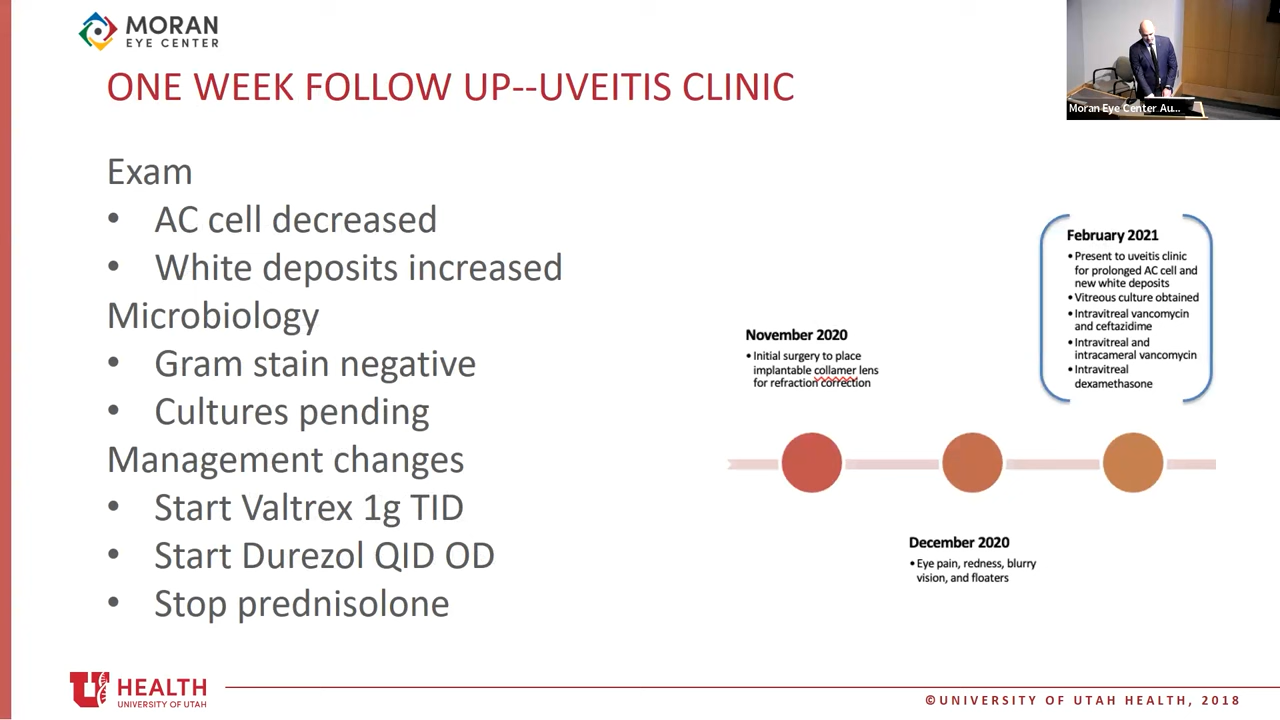 MORAN
EYE CENTER
ONE WEEK FOLLOW UP--UVEITIS CLINIC
Moran Eye Center Au...
Exam
• AC cell decreased
• White deposits increased
Microbiology
• Gram stain negative
• Cultures pending
Management changes
• Start Valtrex 1g TID
• Start Durezol QID OD
• Stop prednisolone
November 2020
• Initial surgery to place
implantable collamer lens
for refraction correction
December 2020
• Eye pain, redness, blurry
vision, and floaters
February 2021
• Present to uveitis clinic
for prolonged AC cell and
new white deposits
• Vitreous culture obtained
• Intravitreal vancomycin
and ceftazidime
• Intravitreal and
intracameral vancomycin
• Intravitreal
dexamethasone
U HEALTH
UNIVERSITY OF UTAH
©UNIVERSITY OF UTAH HEALTH, 2018